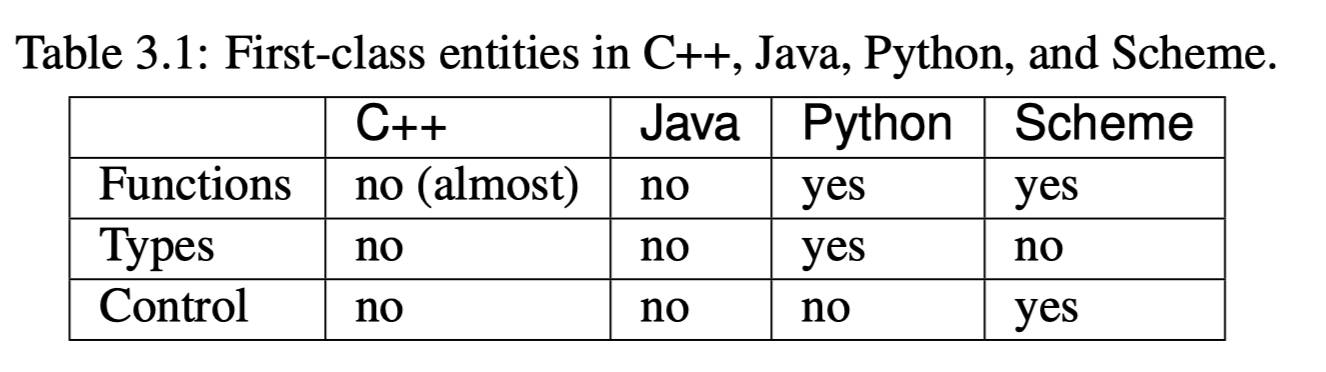 Table 3.1: First-class entities in C++, Java, Python, and Scheme.
C++ Java Python Scheme
Functions no (almost) no yes yes
Types no no yes no
Control no no no yes